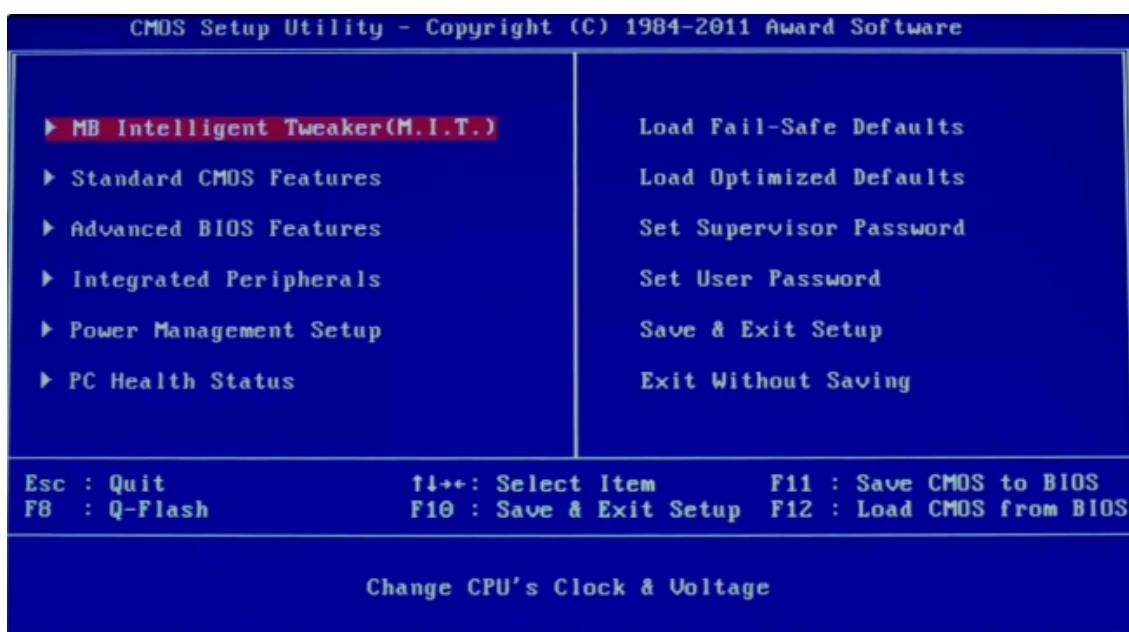 CMOS Setup Utility - Copyright (C) 1984-2011 Award Software
▶ MB Intelligent Tweaker(M.I.T.)
▶ Standard CMOS Features
▶ Advanced BIOS Features
▶ Integrated Peripherals
▶ Power Management Setup
▶ PC Health Status
Load Fail-Safe Defaults
Load Optimized Defaults
Set Supervisor Password
Set User Password
Save & Exit Setup
Exit Without Saving
Esc : Quit ↑↓→←: Select Item F11 : Save CMOS to BIOS
F8 : Q-Flash F10 : Save & Exit Setup F12 : Load CMOS from BIOS
Change CPU's Clock & Voltage